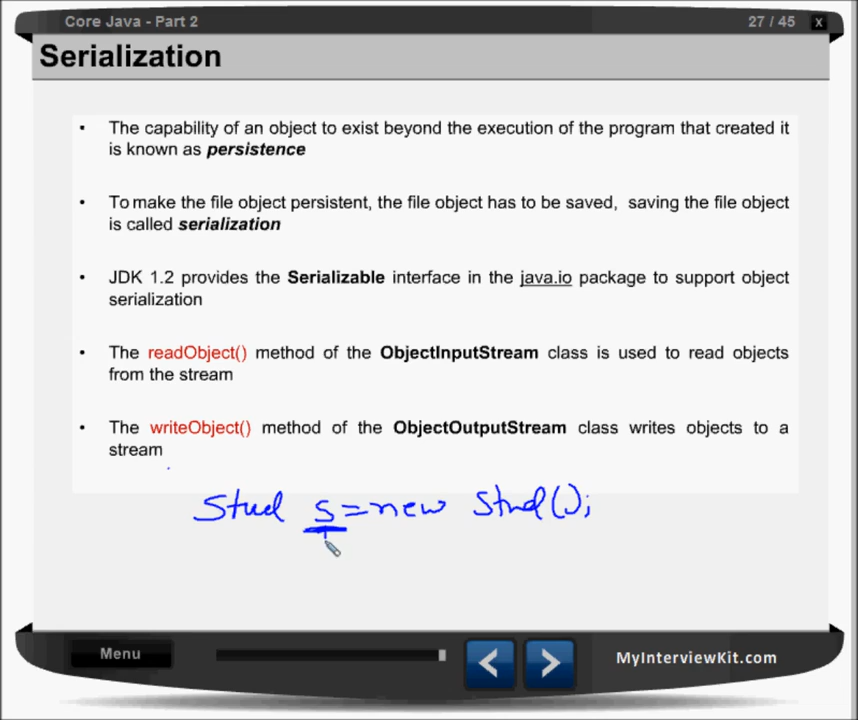 Core Java - Part 2 27 / 45 X
Serialization
• The capability of an object to exist beyond the execution of the program that created it
is known as persistence
• To make the file object persistent, the file object has to be saved, saving the file object
is called serialization
• JDK 1.2 provides the Serializable interface in the java.io package to support object
serialization
• The readObject() method of the ObjectInputStream class is used to read objects
from the stream
• The writeObject() method of the ObjectOutputStream class writes objects to a
stream
Stud s=new Stud();
Menu MyInterviewKit.com